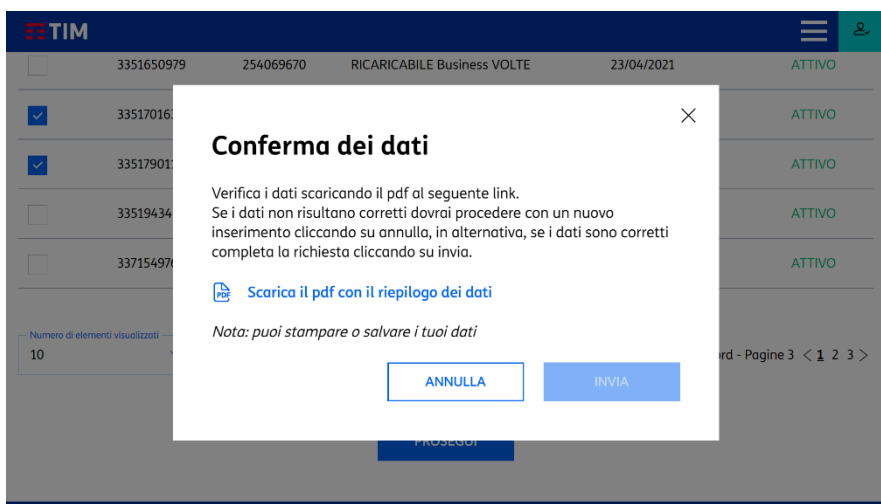 TIM
3351650979 254069670 RICARICABILE Business VOLTE 23/04/2021 ATTIVO
ATTIVO
ATTIVO
ATTIVO
ATTIVO
Conferma dei dati
Verifica i dati scaricando il pdf al seguente link.
Se i dati non risultano corretti dovrai procedere con un nuovo
inserimento cliccando su annulla, in alternativa, se i dati sono corretti
completa la richiesta cliccando su invia.
PDF Scarica il pdf con il riepilogo dei dati
Nota: puoi stampare o salvare i tuoi dati
ANNULLA INVIA
Numero di elementi visualizzati
10 - Pagine 3 < 1 2 3 >
PROSEGUI